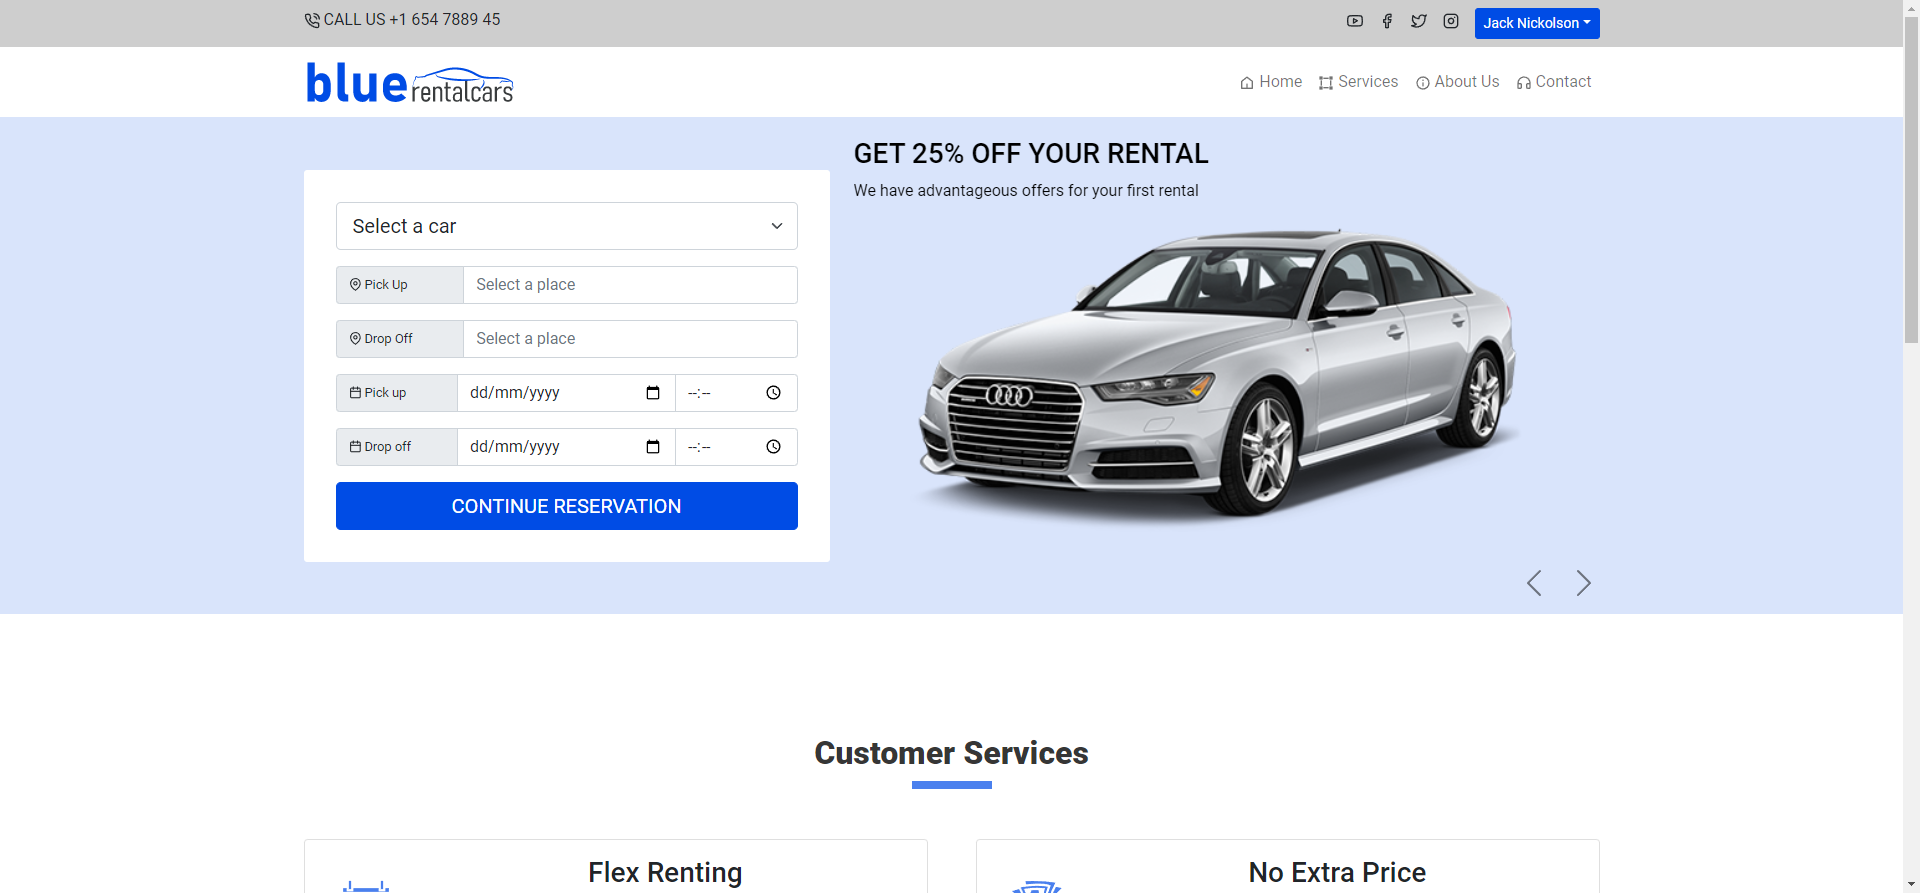 CALL US +1 654 7889 45
Jack Nickolson
blue rentalcars
Home
Services
About Us
Contact
GET 25% OFF YOUR RENTAL
We have advantageous offers for your first rental
Select a car
Pick Up
Select a place
Drop Off
Select a place
Pick up
dd/mm/yyyy
--:--
Drop off
dd/mm/yyyy
--:--
CONTINUE RESERVATION
Customer Services
Flex Renting
No Extra Price